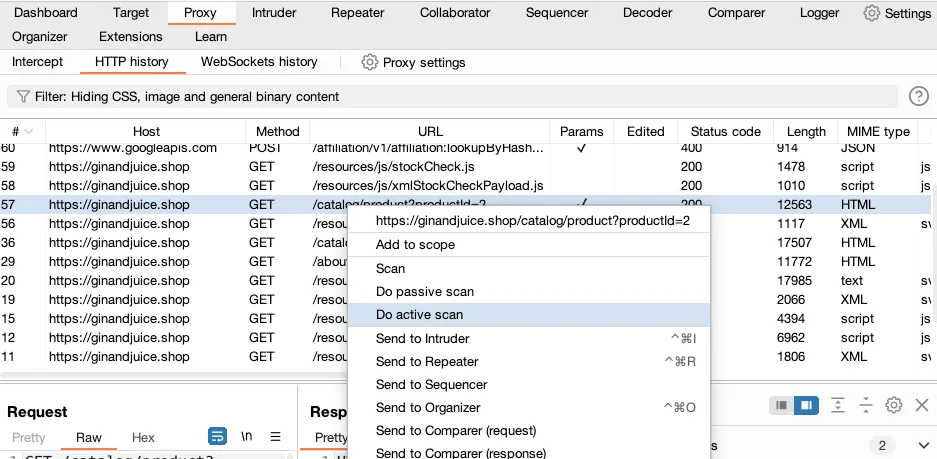 Dashboard Target Proxy Intruder Repeater Collaborator Sequencer Decoder Comparer Logger Settings
Organizer Extensions Learn
Intercept HTTP history WebSockets history Proxy settings
Filter: Hiding CSS, image and general binary content
# Host Method URL Params Edited Status code Length MIME type
60 https://www.googleapis.com POST /affiliation/v1/affiliation:lookupByHash... ✓ 400 914 JSON
59 https://ginandjuice.shop GET /resources/js/stockCheck.js 200 1478 script js
58 https://ginandjuice.shop GET /resources/js/xmlStockCheckPayload.js 200 1010 script js
57 https://ginandjuice.shop GET /catalog/product?productId=2 ✓ 200 12563 HTML
56 https://ginandjuice.shop GET /resou 1117 XML sv
36 https://ginandjuice.shop GET /catal 17507 HTML
29 https://ginandjuice.shop GET /about 11772 HTML
20 https://ginandjuice.shop GET /resou 17985 text sv
19 https://ginandjuice.shop GET /resou 2066 XML sv
15 https://ginandjuice.shop GET /resou 4394 script js
12 https://ginandjuice.shop GET /resou 6962 script js
11 https://ginandjuice.shop GET /resou 1806 XML sv
https://ginandjuice.shop/catalog/product?productId=2
Add to scope
Scan
Do passive scan
Do active scan
Send to Intruder ^⌘I
Send to Repeater ^⌘R
Send to Sequencer
Send to Organizer ^⌘O
Send to Comparer (request)
Send to Comparer (response)
Request
Pretty Raw Hex \n
1 GET /catalog/product?
Resp
Pretty
1
s 2